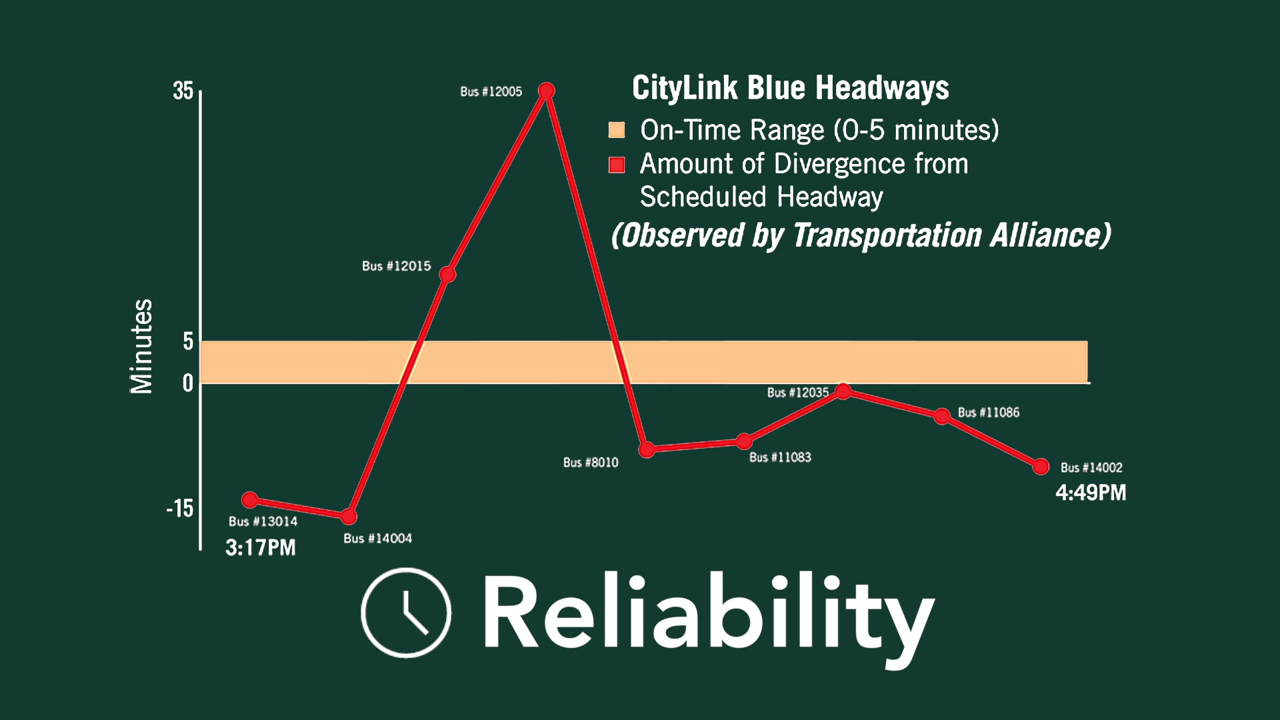 CityLink Blue Headways
On-Time Range (0-5 minutes)
Amount of Divergence from
Scheduled Headway
(Observed by Transportation Alliance)
Minutes
35
5
0
-15
Bus #12005
Bus #12015
Bus #12035
Bus #11086
Bus #8010
Bus #11083
Bus #14002
4:49PM
Bus #13014
3:17PM
Bus #14004
Reliability